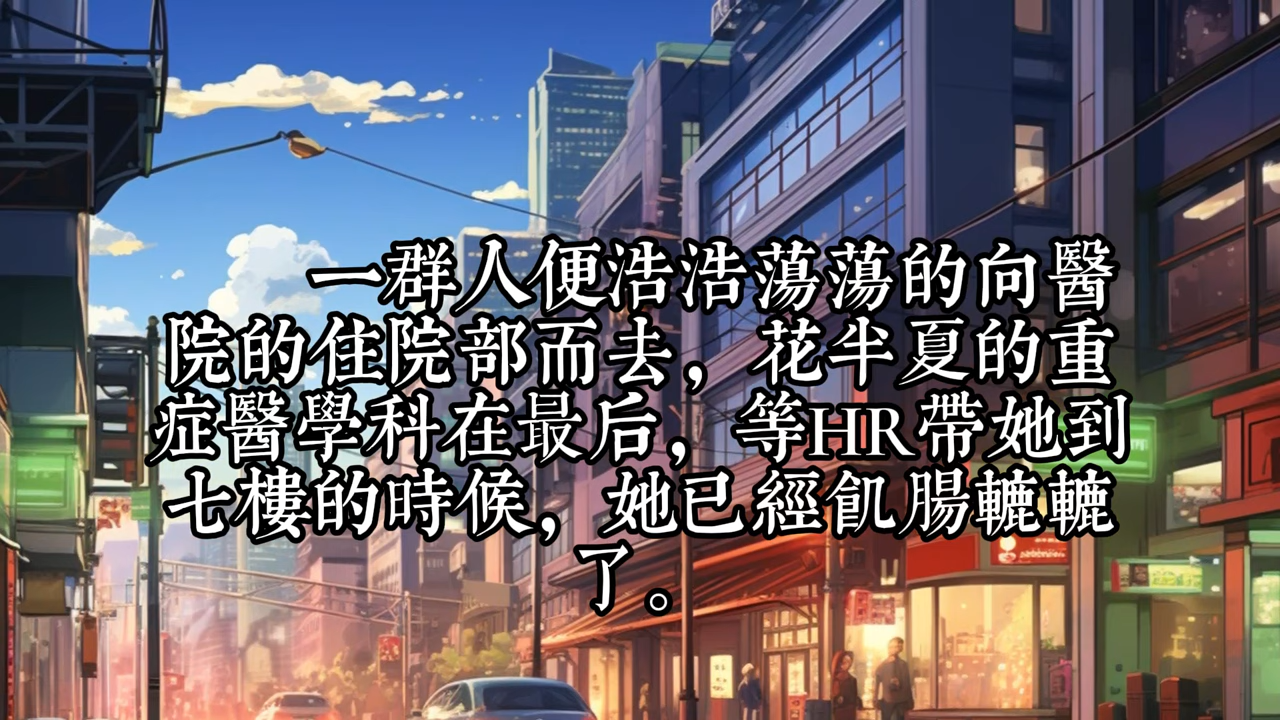 一群人便浩浩蕩蕩的向醫
院的住院部而去，花半夏的重
症醫學科在最后，等HR帶她到
七樓的時候，她已經飢腸轆轆
了。